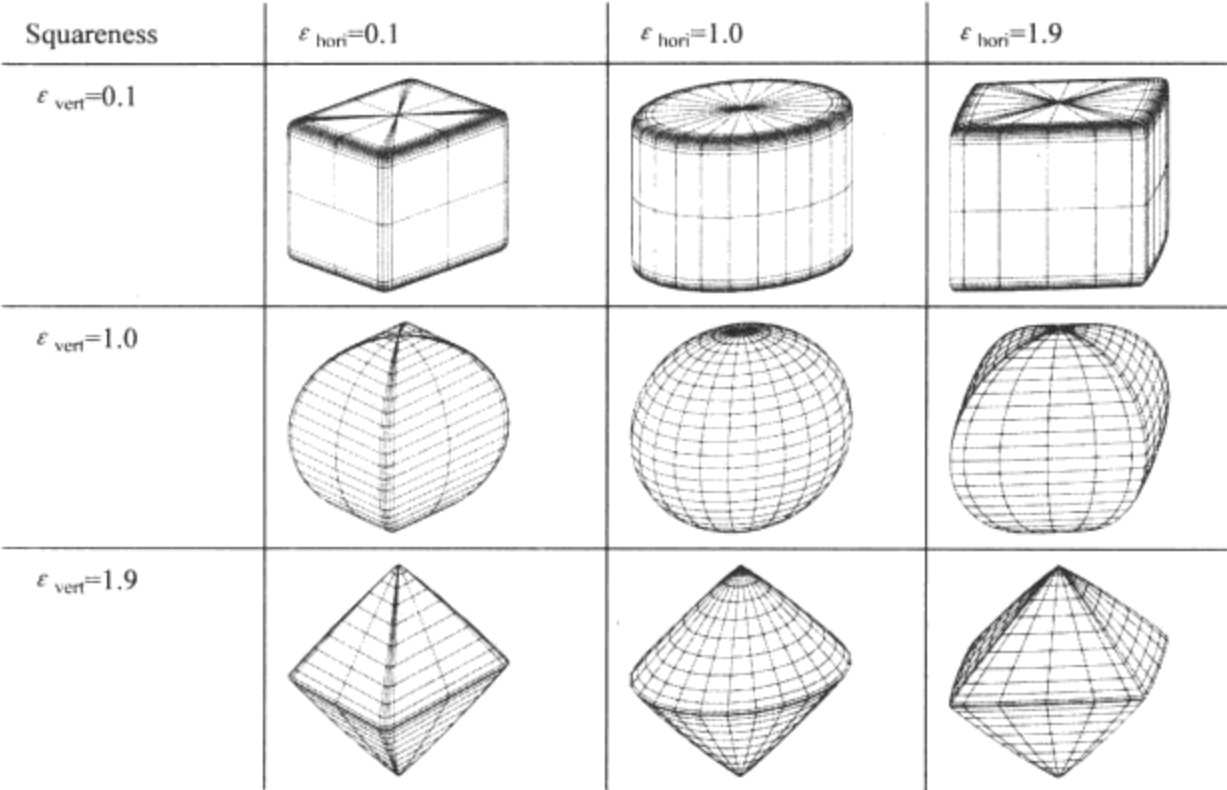 Squareness
ε hori=0.1
ε hori=1.0
ε hori=1.9
ε vert=0.1
ε vert=1.0
ε vert=1.9